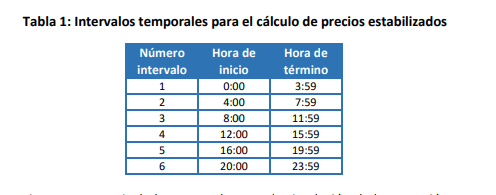 Tabla 1: Intervalos temporales para el cálculo de precios estabilizados
Número intervalo Hora de inicio Hora de término
1 0:00 3:59
2 4:00 7:59
3 8:00 11:59
4 12:00 15:59
5 16:00 19:59
6 20:00 23:59